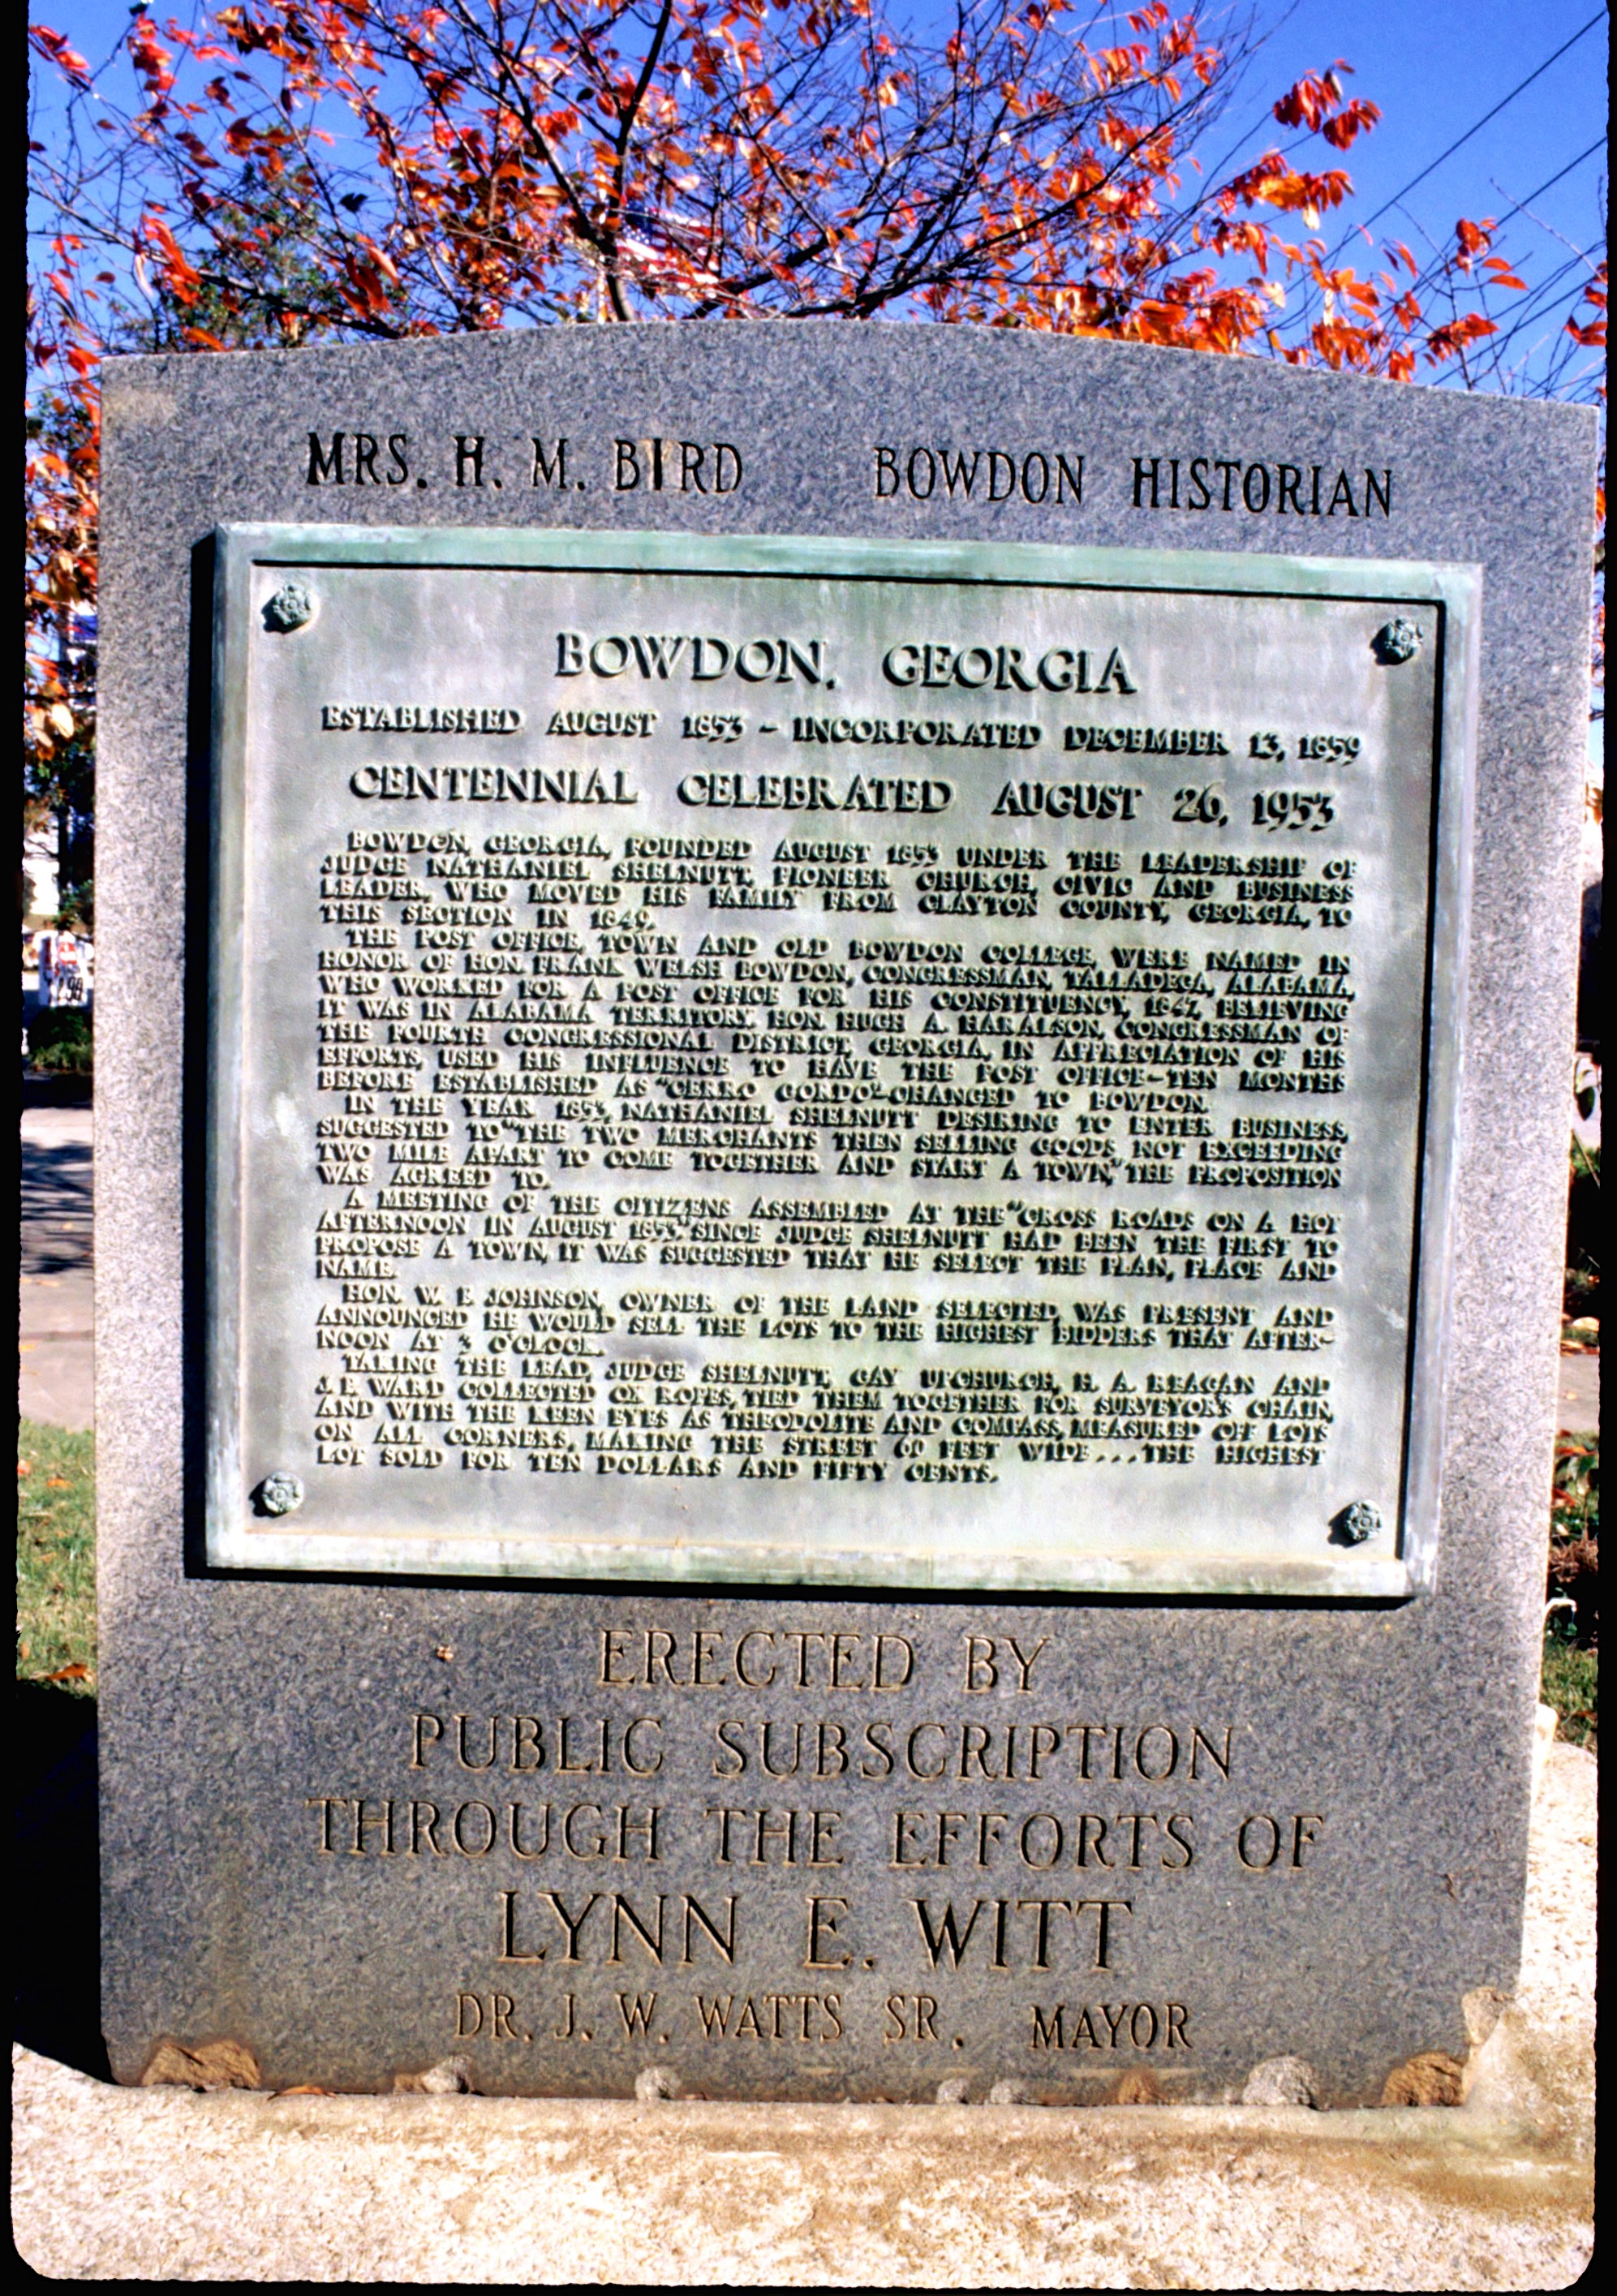 MRS. H. M. BIRD BOWDON HISTORIAN
BOWDON, GEORGIA
ESTABLISHED AUGUST 1853 - INCORPORATED DECEMBER 13, 1859
CENTENNIAL CELEBRATED AUGUST 26, 1953
BOWDON, GEORGIA, FOUNDED AUGUST 1853 UNDER THE LEADERSHIP OF
JUDGE NATHANIEL SHELNUTT, PIONEER CHURCH, CIVIC AND BUSINESS
LEADER, WHO MOVED HIS FAMILY FROM CLAYTON COUNTY, GEORGIA, TO
THIS SECTION IN 1849.
THE POST OFFICE, TOWN AND OLD BOWDON COLLEGE, WERE NAMED IN
HONOR OF HON. FRANK WELSH BOWDON, CONGRESSMAN, TALLADEGA, ALABAMA,
WHO WORKED FOR A POST OFFICE FOR HIS CONSTITUENCY, 1847, BELIEVING
IT WAS IN ALABAMA TERRITORY. HON. HUGH A. HARALSON, CONGRESSMAN OF
THE FOURTH CONGRESSIONAL DISTRICT, GEORGIA, IN APPRECIATION OF HIS
EFFORTS, USED HIS INFLUENCE TO HAVE THE POST OFFICE-TEN MONTHS
BEFORE ESTABLISHED AS "CERRO GORDO"-CHANGED TO BOWDON.
IN THE YEAR 1853, NATHANIEL SHELNUTT DESIRING TO ENTER BUSINESS,
SUGGESTED TO "THE TWO MERCHANTS THEN SELLING GOODS NOT EXCEEDING
TWO MILE APART TO COME TOGETHER AND START A TOWN," THE PROPOSITION
WAS AGREED TO.
A MEETING OF THE CITIZENS ASSEMBLED AT THE "CROSS ROADS ON A HOT
AFTERNOON IN AUGUST 1853." SINCE JUDGE SHELNUTT HAD BEEN THE FIRST TO
PROPOSE A TOWN, IT WAS SUGGESTED THAT HE SELECT THE PLAN, PLACE AND
NAME.
HON. W. P. JOHNSON, OWNER OF THE LAND SELECTED, WAS PRESENT AND
ANNOUNCED HE WOULD SELL THE LOTS TO THE HIGHEST BIDDERS THAT AFTER-
NOON AT 3 O'CLOCK.
TAKING THE LEAD, JUDGE SHELNUTT, GAY UPCHURCH, H. A. REAGAN AND
J. P. WARD COLLECTED OX ROPES, TIED THEM TOGETHER FOR SURVEYOR'S CHAIN,
AND WITH THE KEEN EYES AS THEODOLITE AND COMPASS, MEASURED OFF LOTS
ON ALL CORNERS, MAKING THE STREET 60 FEET WIDE...THE HIGHEST
LOT SOLD FOR TEN DOLLARS AND FIFTY CENTS.
ERECTED BY
PUBLIC SUBSCRIPTION
THROUGH THE EFFORTS OF
LYNN E. WITT
DR. J. W. WATTS SR. MAYOR